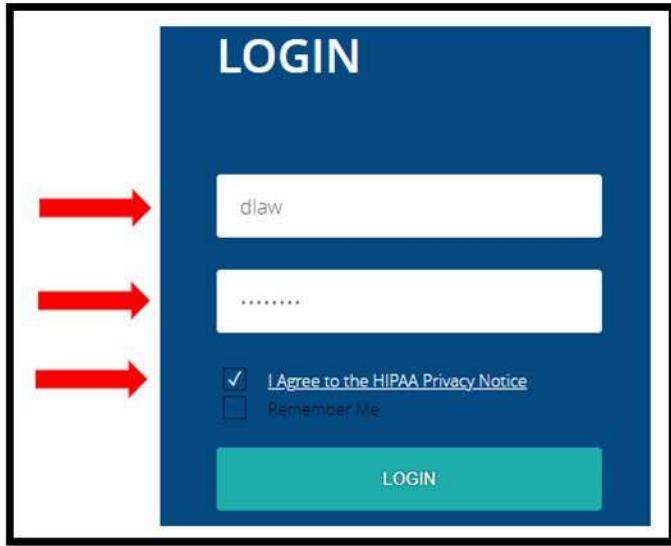 LOGIN
dlaw
········
I Agree to the HIPAA Privacy Notice
Remember Me
LOGIN